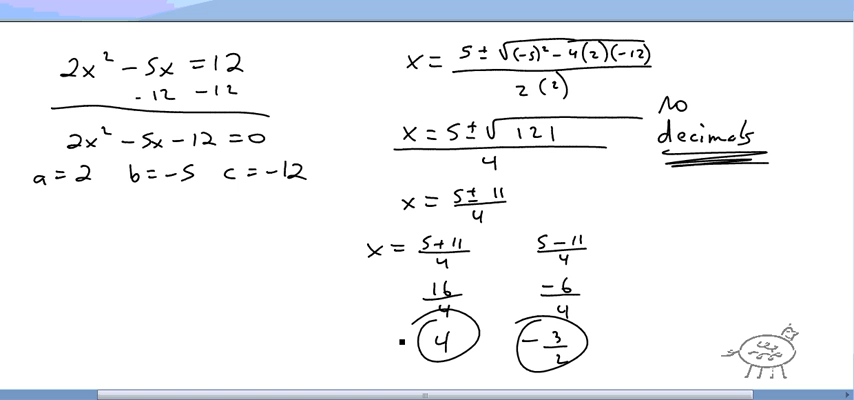 2x² - 5x = 12
- 12 - 12
2x² - 5x - 12 = 0
a = 2 b = -5 c = -12
x = 5 ± √(-5)² - 4(2)(-12)
2(2)
x = 5 ± √121
4
x = 5 ± 11
4
x = 5 + 11 5 - 11
4 4
16 -6
4 4
4 - 3
2
no
decimals